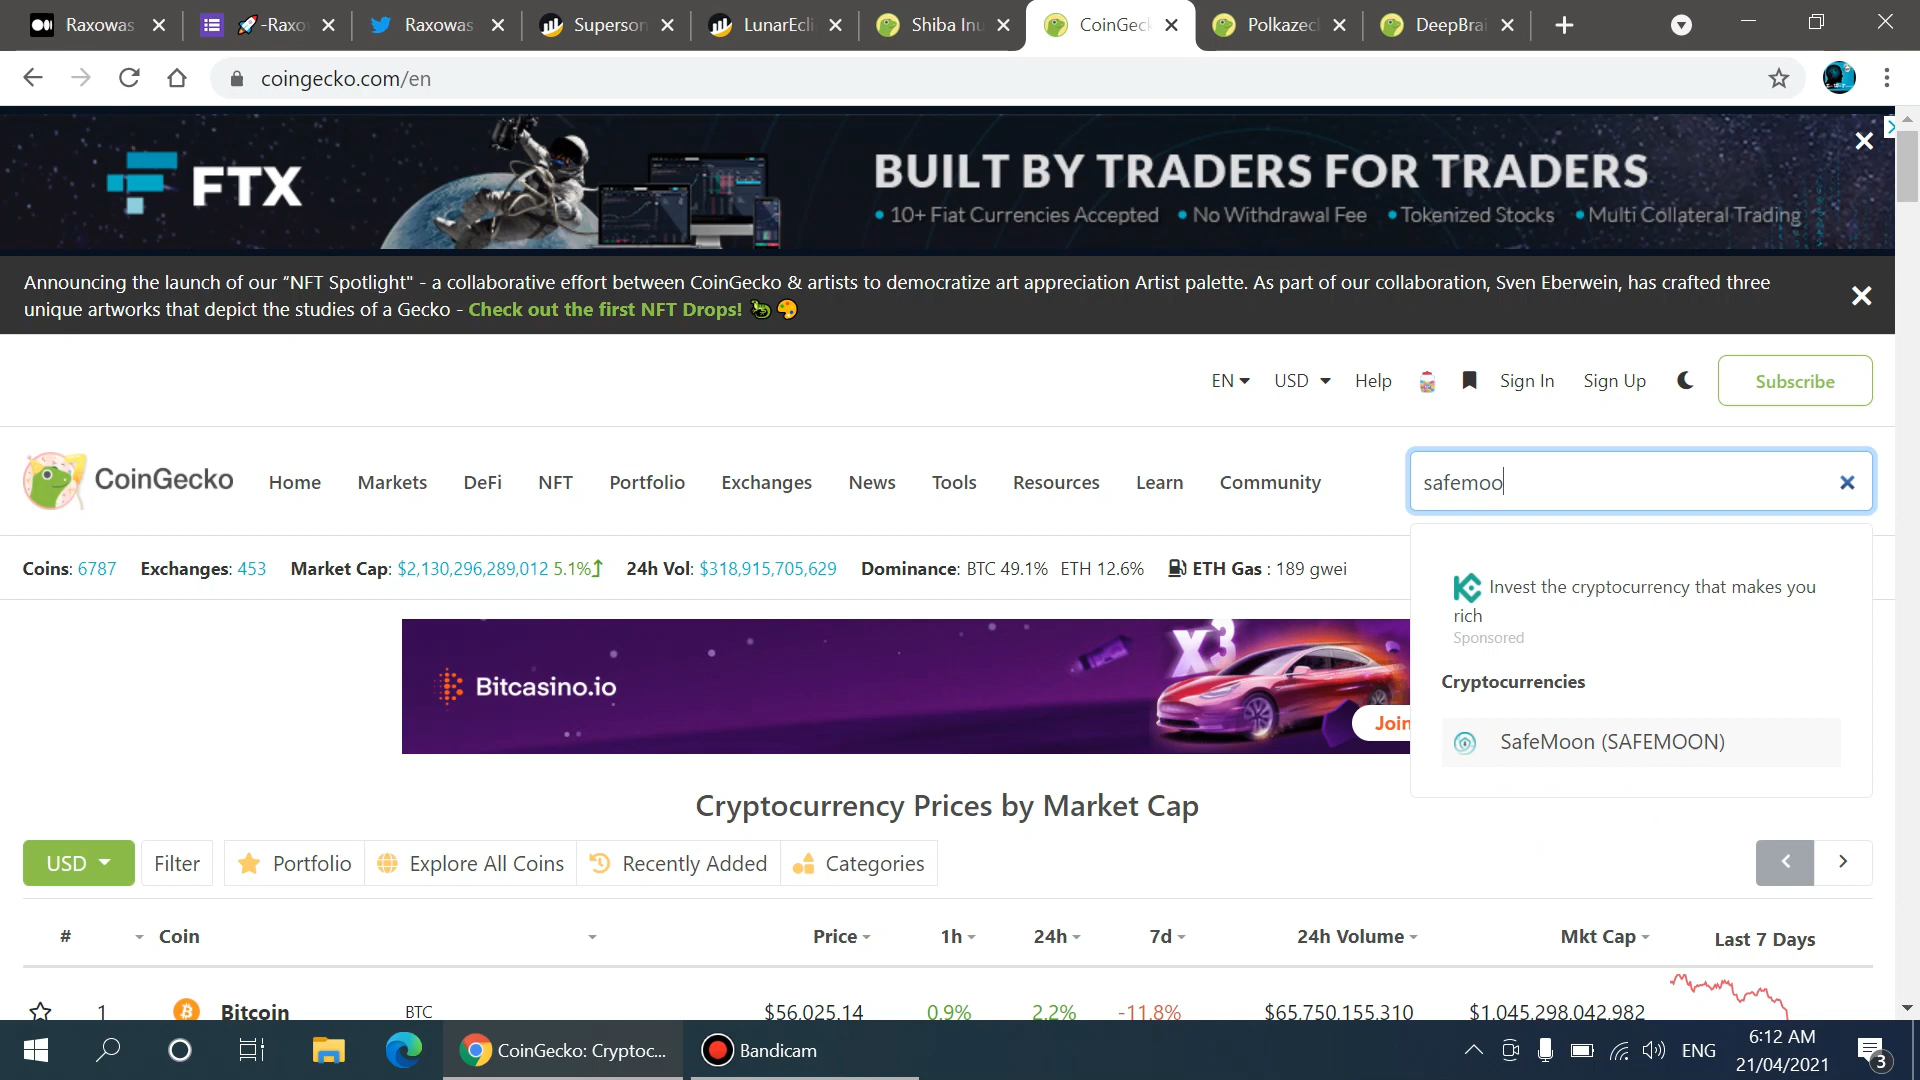 Raxowas
-Raxo
Raxowas
Superson
LunarEcli
Shiba Inu
CoinGeck
Polkazec
DeepBrai
coingecko.com/en
FTX
BUILT BY TRADERS FOR TRADERS
• 10+ Fiat Currencies Accepted • No Withdrawal Fee • Tokenized Stocks • Multi Collateral Trading
Announcing the launch of our “NFT Spotlight" - a collaborative effort between CoinGecko & artists to democratize art appreciation Artist palette. As part of our collaboration, Sven Eberwein, has crafted three
unique artworks that depict the studies of a Gecko - Check out the first NFT Drops! 🦎🎨
EN USD Help Sign In Sign Up Subscribe
CoinGecko Home Markets DeFi NFT Portfolio Exchanges News Tools Resources Learn Community safemoo
Coins: 6787 Exchanges: 453 Market Cap: $2,130,296,289,012 5.1% 24h Vol: $318,915,705,629 Dominance: BTC 49.1% ETH 12.6% ETH Gas : 189 gwei
Invest the cryptocurrency that makes you
rich
Sponsored
Cryptocurrencies
SafeMoon (SAFEMOON)
Bitcasino.io
x3
Join
Cryptocurrency Prices by Market Cap
USD Filter Portfolio Explore All Coins Recently Added Categories
# Coin Price 1h 24h 7d 24h Volume Mkt Cap Last 7 Days
1 Bitcoin BTC $56,025.14 0.9% 2.2% -11.8% $65,750,155,310 $1,045,298,042,982
CoinGecko: Cryptoc...
Bandicam
ENG
6:12 AM
21/04/2021
3